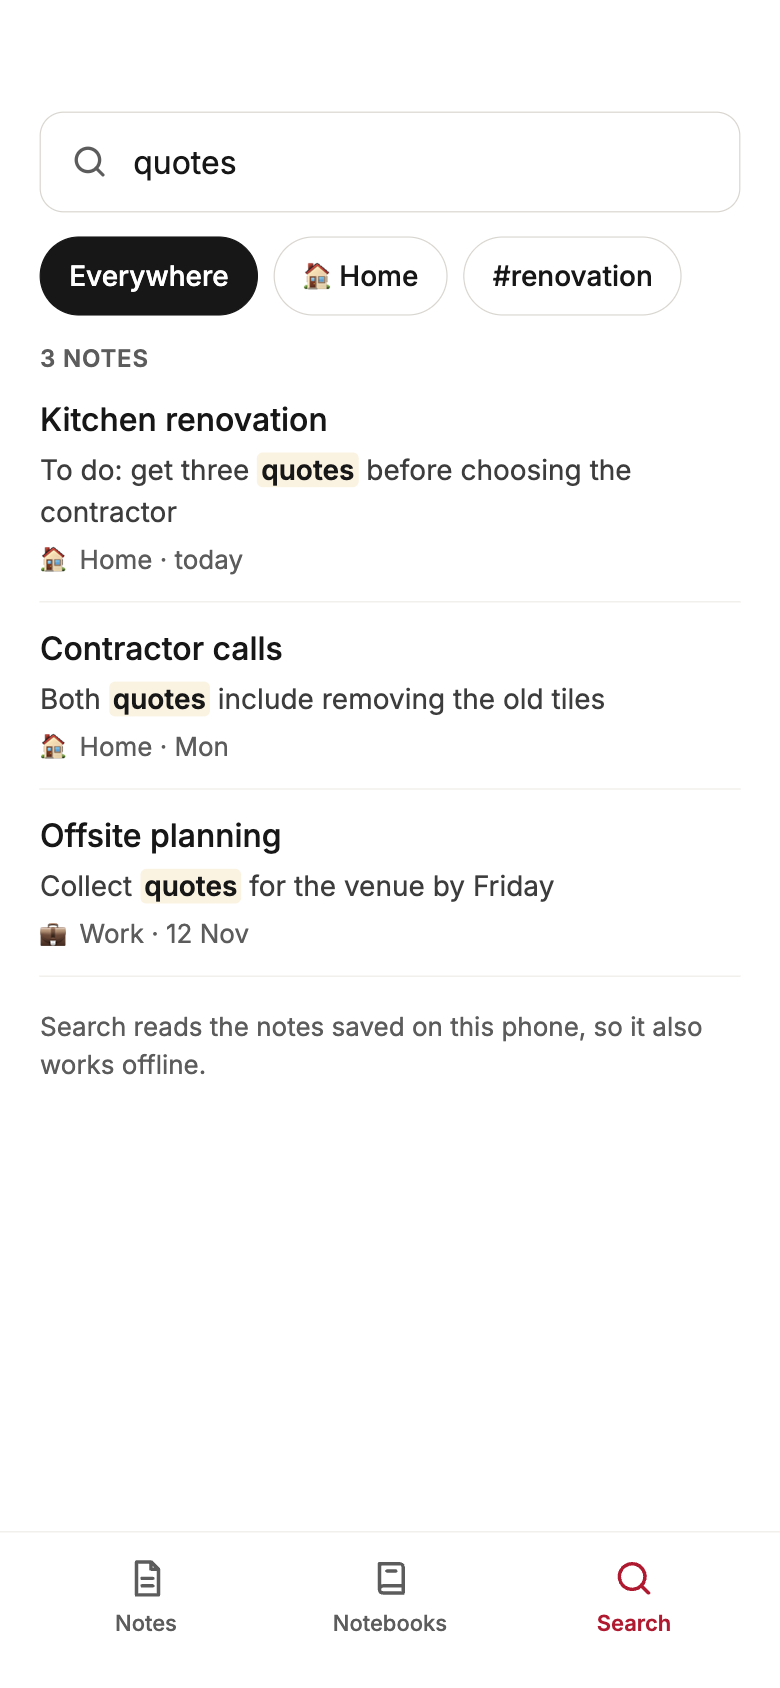 quotes
Everywhere
🏠 Home
#renovation
3 NOTES
Kitchen renovation
To do: get three quotes before choosing the
contractor
🏠 Home · today
Contractor calls
Both quotes include removing the old tiles
🏠 Home · Mon
Offsite planning
Collect quotes for the venue by Friday
💼 Work · 12 Nov
Search reads the notes saved on this phone, so it also
works offline.
Notes
Notebooks
Search